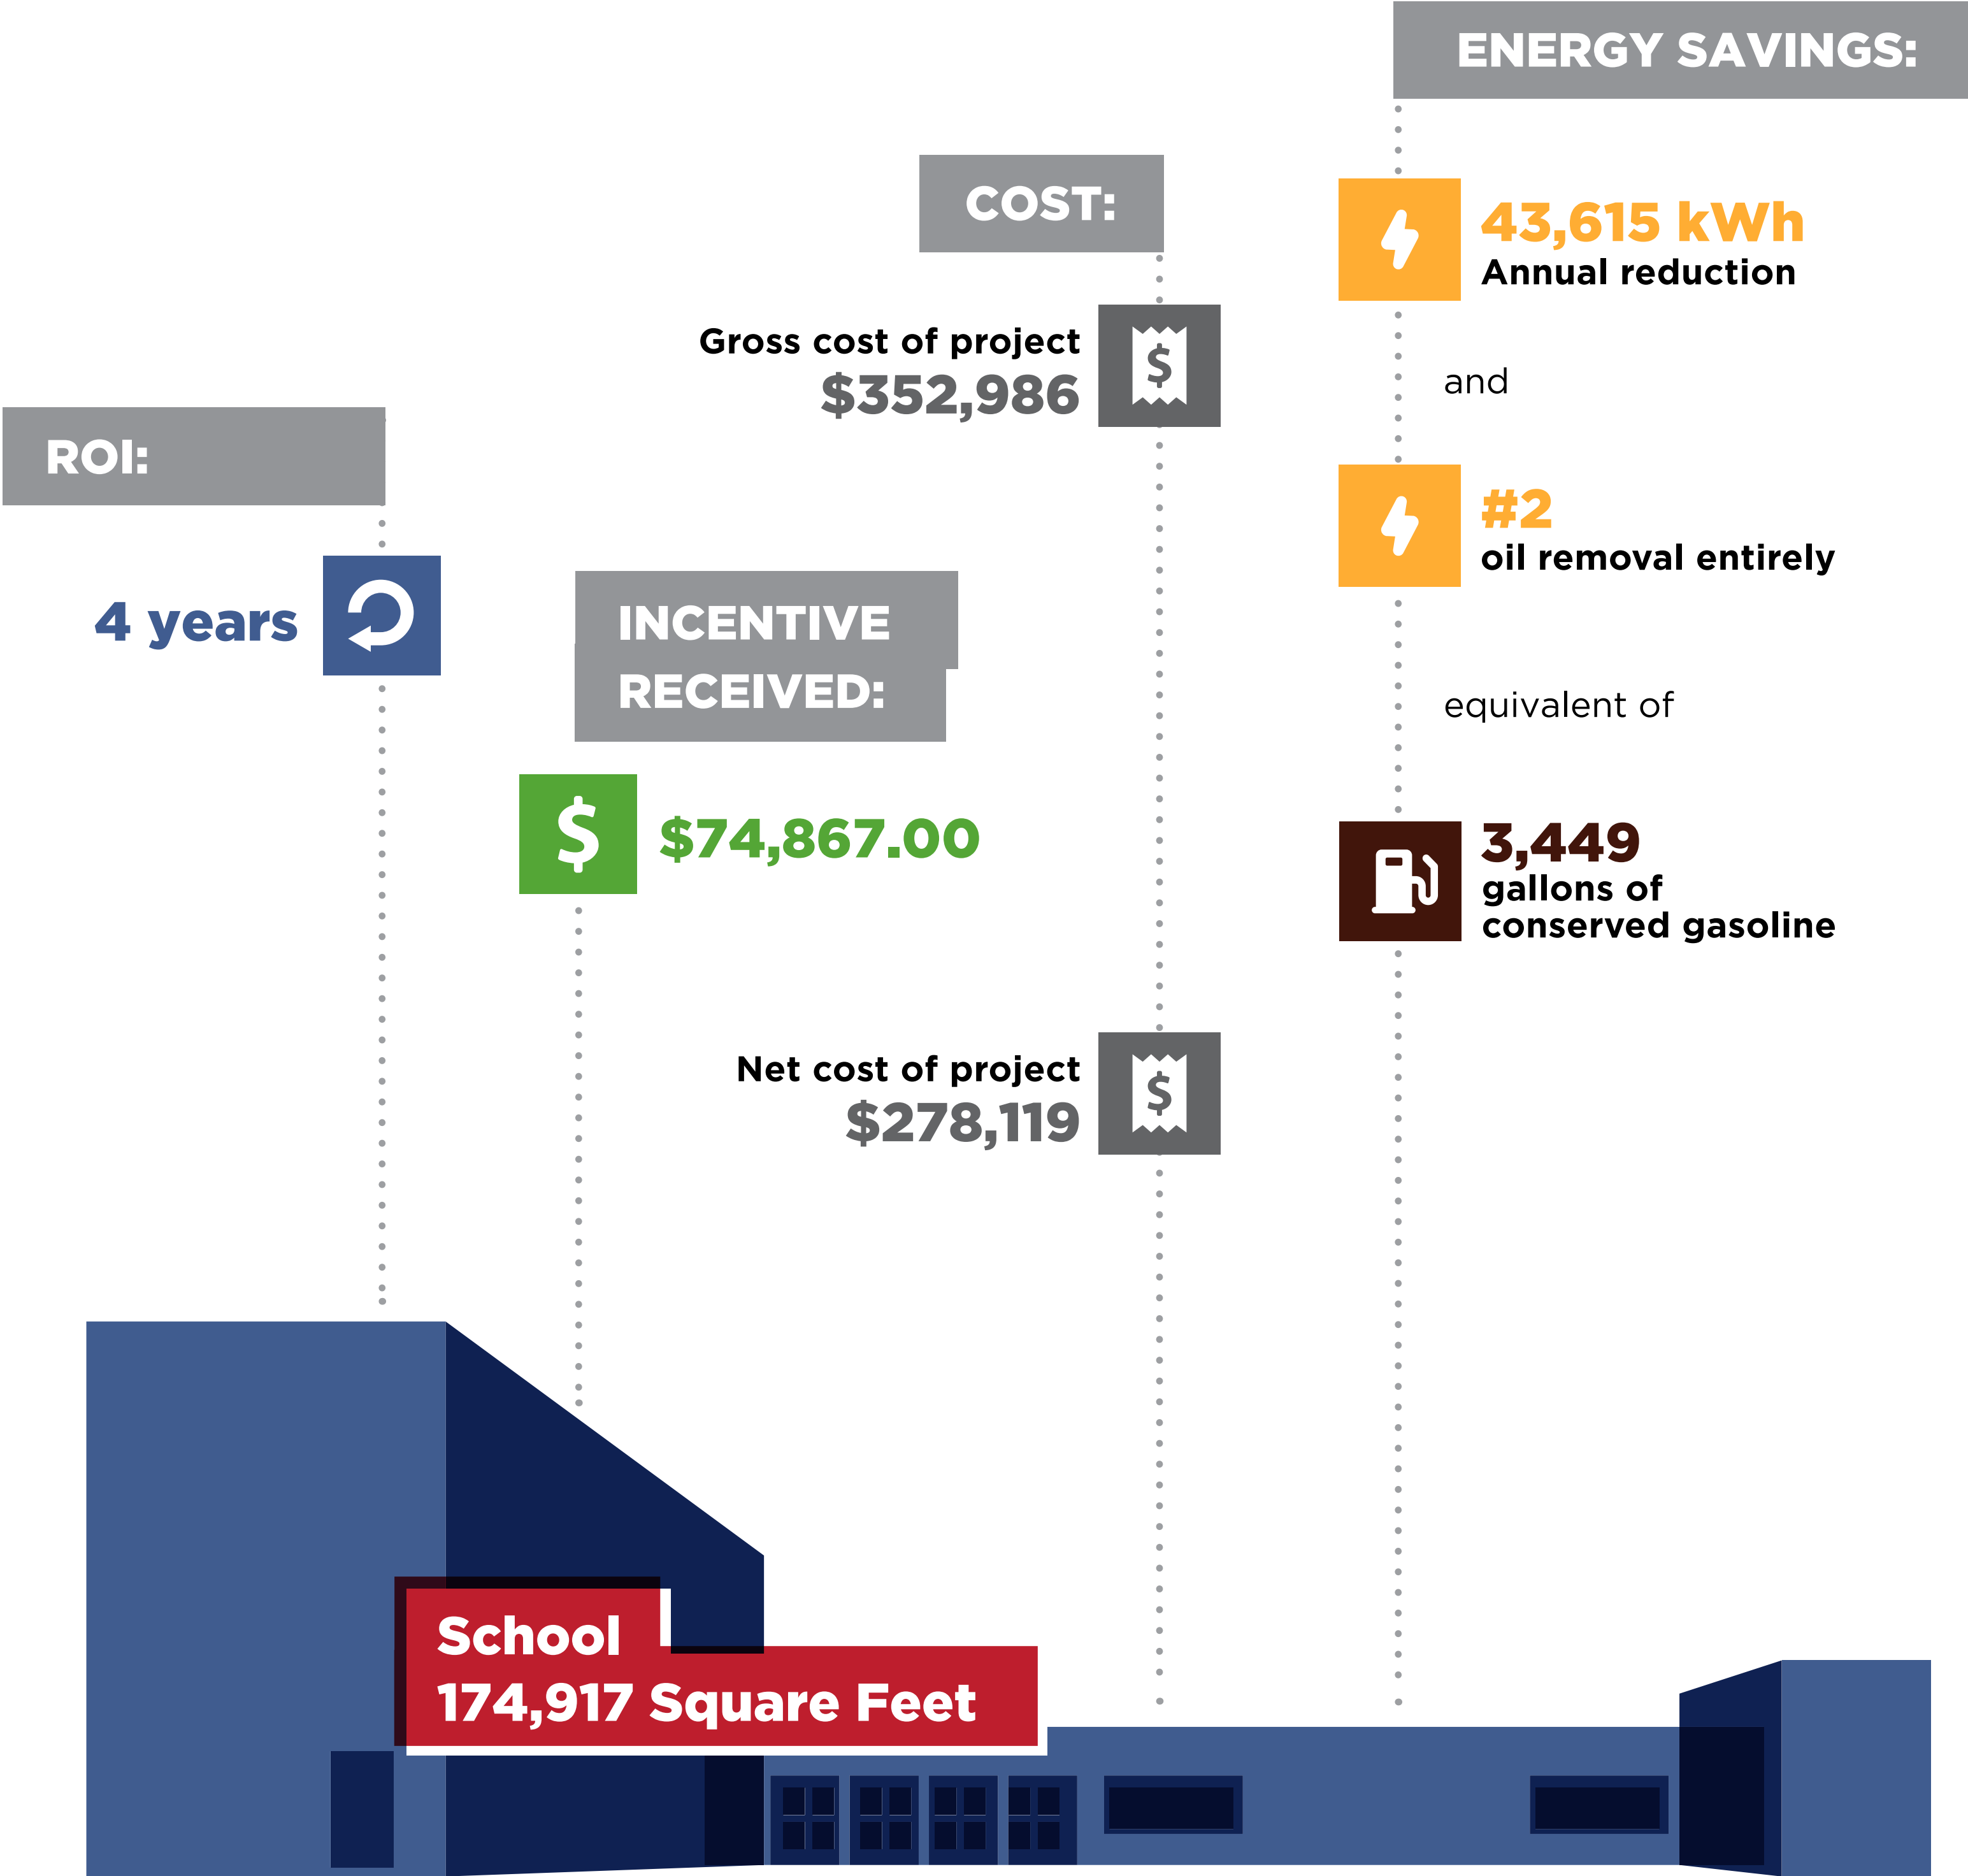 ENERGY SAVINGS:
43,615 kWh
Annual reduction
and
#2
oil removal entirely
equivalent of
3,449
gallons of
conserved gasoline
COST:
Gross cost of project
$352,986
Net cost of project
$278,119
ROI:
4 years
INCENTIVE
RECEIVED:
$74,867.00
School
174,917 Square Feet